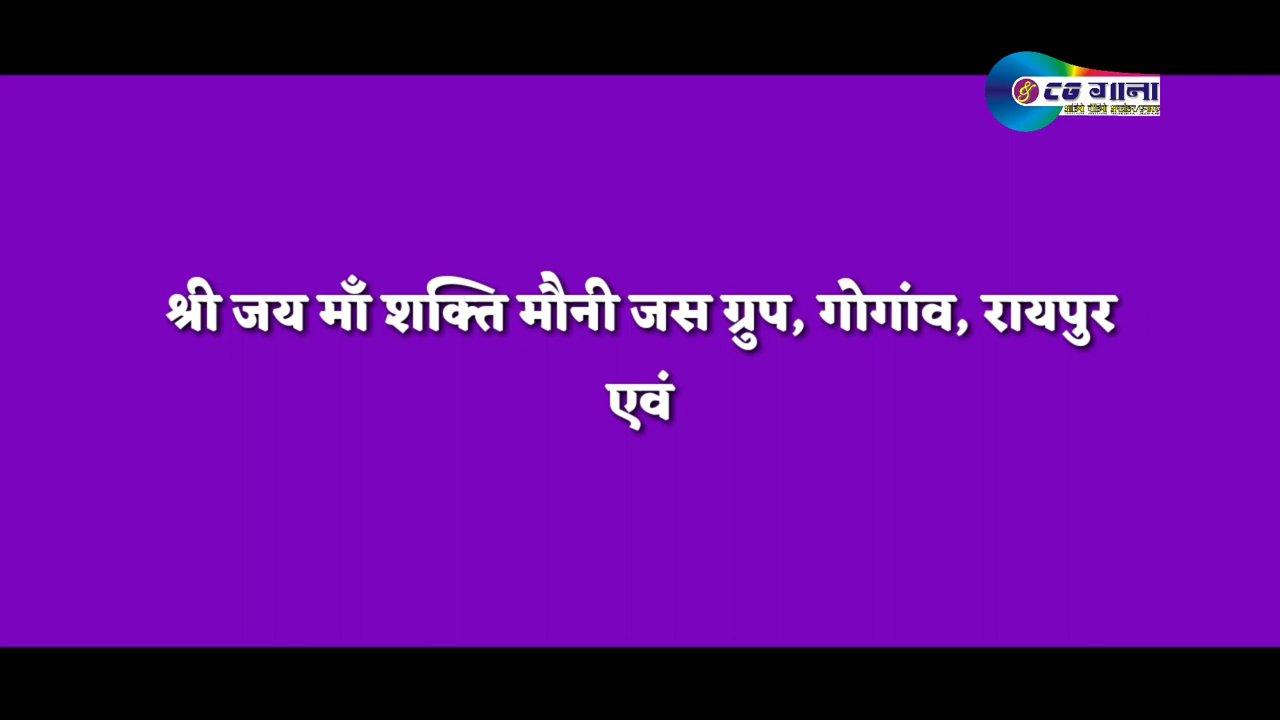 CG गाना
श्री जय माँ शक्ति मौनी जस ग्रुप, गोगांव, रायपुर
एवं